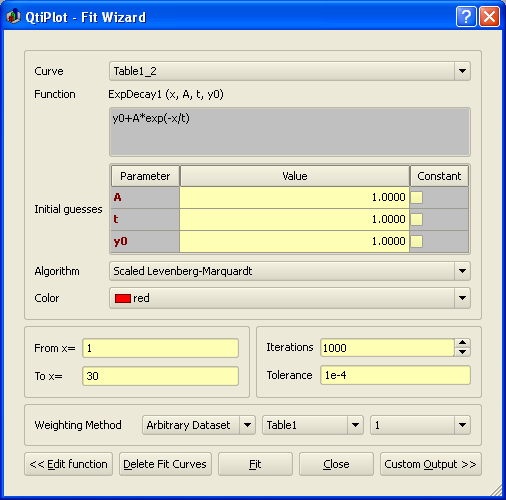 QtiPlot - Fit Wizard
Curve Table1_2
Function ExpDecay1 (x, A, t, y0)
y0+A*exp(-x/t)
Parameter Value Constant
Initial guesses
A 1.0000
t 1.0000
y0 1.0000
Algorithm Scaled Levenberg-Marquardt
Color red
From x= 1
To x= 30
Iterations 1000
Tolerance 1e-4
Weighting Method Arbitrary Dataset Table1 1
<< Edit function Delete Fit Curves Fit Close Custom Output >>